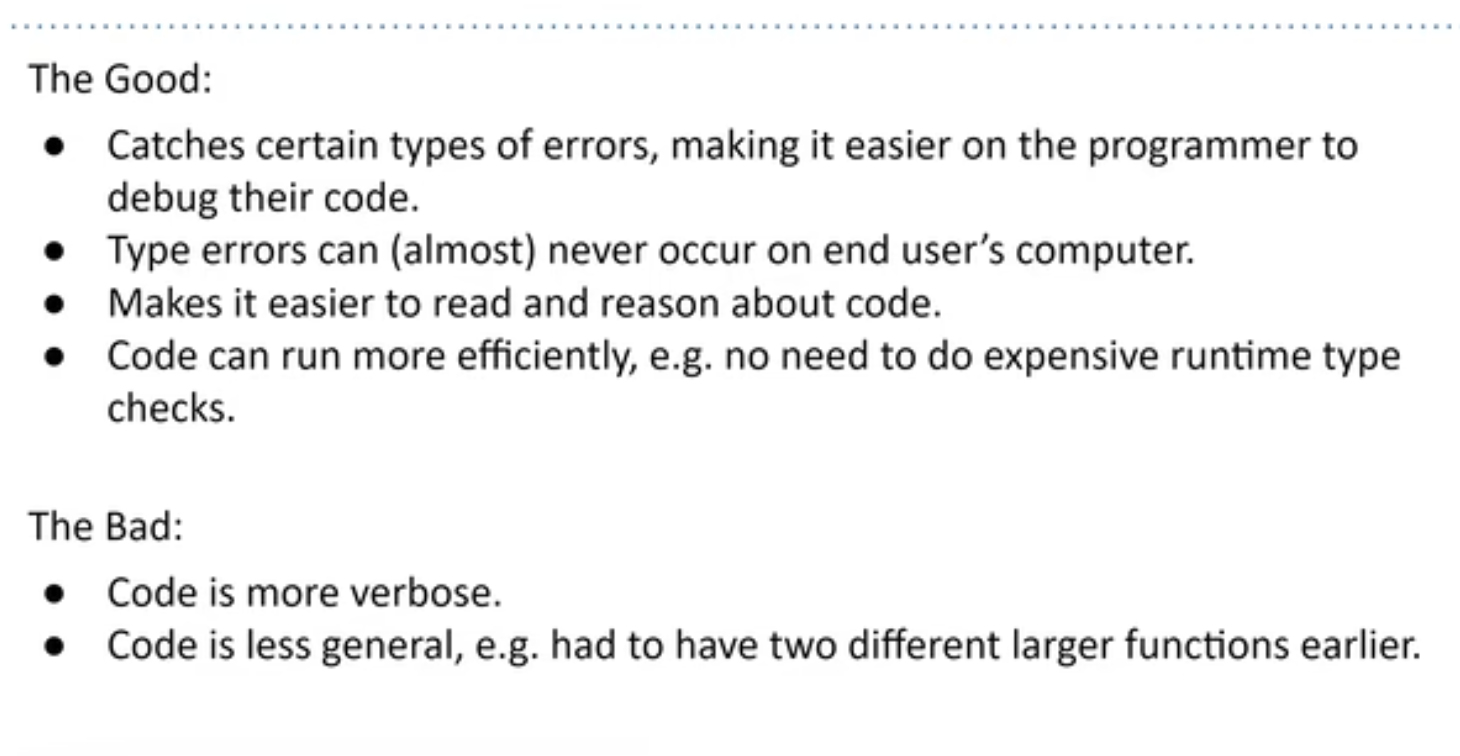 The Good:
● Catches certain types of errors, making it easier on the programmer to
debug their code.
● Type errors can (almost) never occur on end user’s computer.
● Makes it easier to read and reason about code.
● Code can run more efficiently, e.g. no need to do expensive runtime type
checks.
The Bad:
● Code is more verbose.
● Code is less general, e.g. had to have two different larger functions earlier.